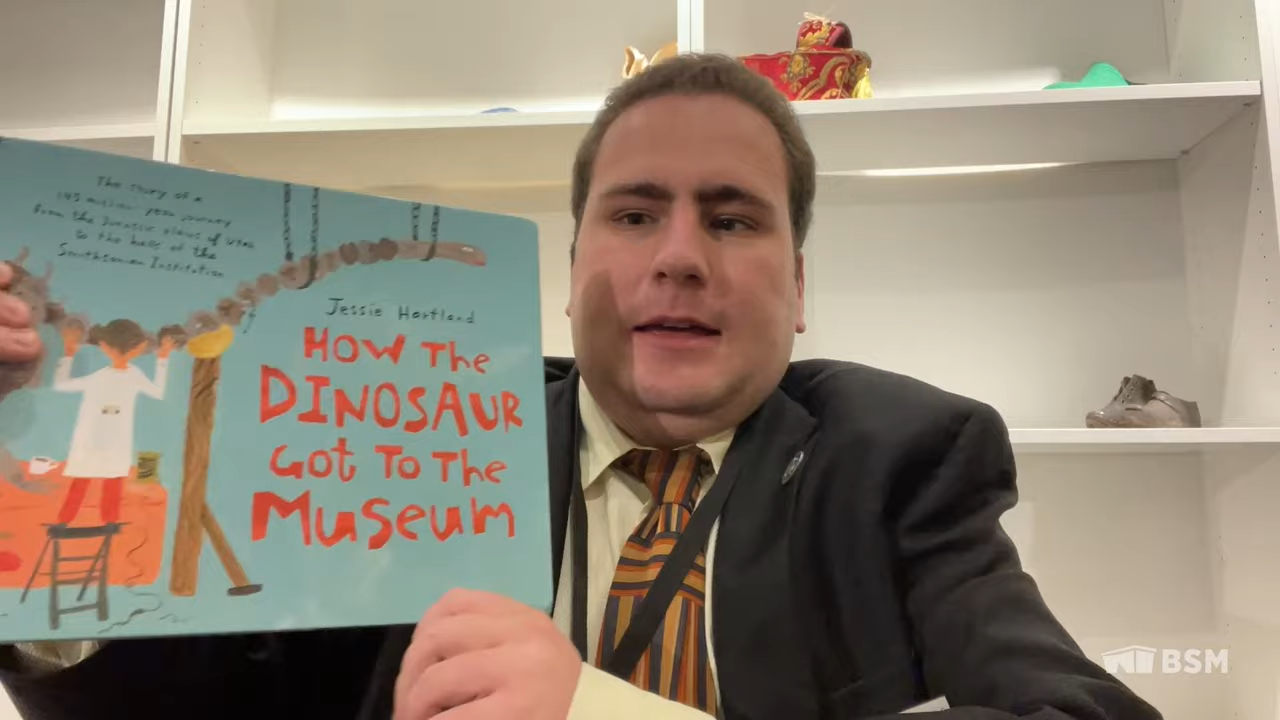 The story of a
145 million year journey
from the Jurassic plains of Utah
to the halls of the
Smithsonian Institution
Jessie Hartland
How The
DINOSAUR
Got To The
Museum
BSM